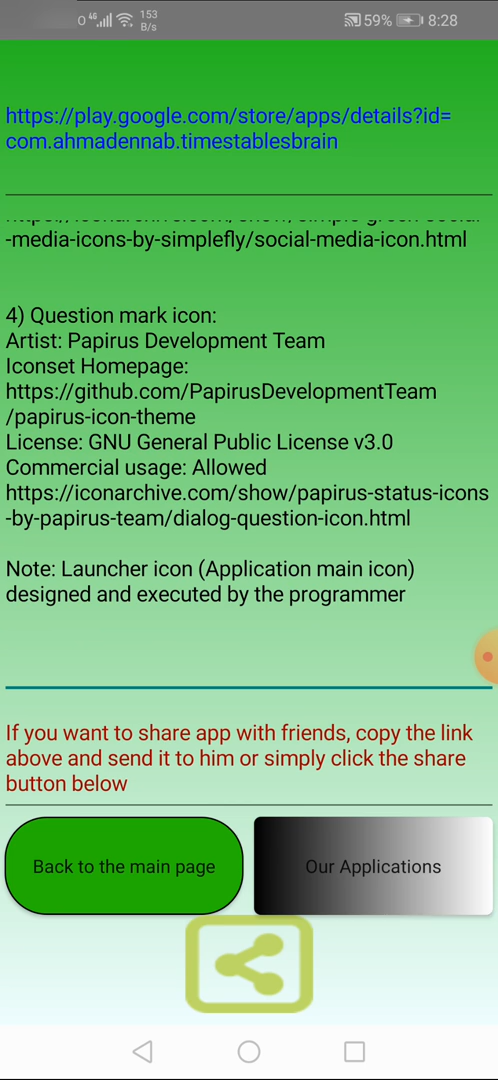 153
B/s
59%
8:28
https://play.google.com/store/apps/details?id=
com.ahmadennab.timestablesbrain
-media-icons-by-simplefly/social-media-icon.html
4) Question mark icon:
Artist: Papirus Development Team
Iconset Homepage:
https://github.com/PapirusDevelopmentTeam
/papirus-icon-theme
License: GNU General Public License v3.0
Commercial usage: Allowed
https://iconarchive.com/show/papirus-status-icons
-by-papirus-team/dialog-question-icon.html
Note: Launcher icon (Application main icon)
designed and executed by the programmer
If you want to share app with friends, copy the link
above and send it to him or simply click the share
button below
Back to the main page
Our Applications